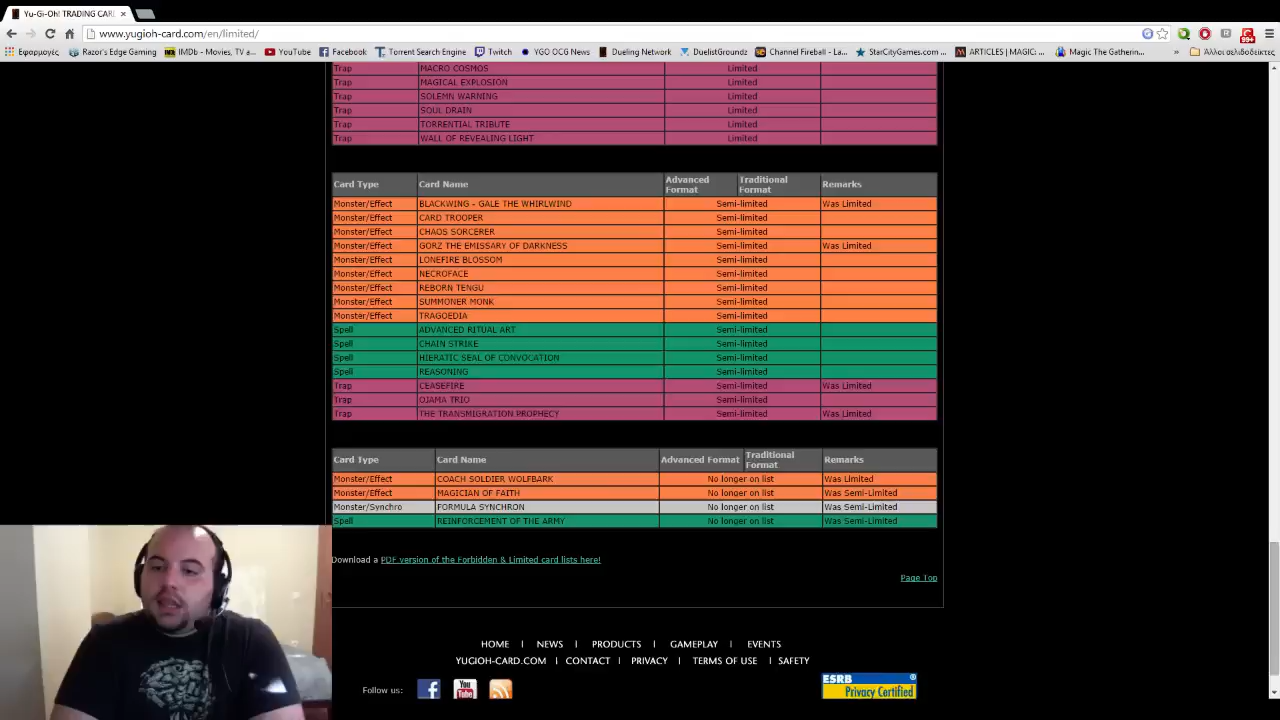 Yu-Gi-Oh! TRADING CAR
www.yugioh-card.com/en/limited/
Εφαρμογές Razor's Edge Gaming IMDb - Movies, TV a... YouTube Facebook Torrent Search Engine Twitch YGO TCG News Dueling Network DuelistGroundz Channel Fireball - La... StarCityGames.com ... ARTICLES | MAGIC: ... Magic The Gatherin... » Άλλοι σελιδοδείκτες
99+
Trap MACRO COSMOS Limited
Trap MAGICAL EXPLOSION Limited
Trap SOLEMN WARNING Limited
Trap SOUL DRAIN Limited
Trap TORRENTIAL TRIBUTE Limited
Trap WALL OF REVEALING LIGHT Limited
Card Type Card Name Advanced Format Traditional Format Remarks
Monster/Effect BLACKWING - GALE THE WHIRLWIND Semi-limited Was Limited
Monster/Effect CARD TROOPER Semi-limited
Monster/Effect CHAOS SORCERER Semi-limited
Monster/Effect GORZ THE EMISSARY OF DARKNESS Semi-limited Was Limited
Monster/Effect LONEFIRE BLOSSOM Semi-limited
Monster/Effect NECROFACE Semi-limited
Monster/Effect REBORN TENGU Semi-limited
Monster/Effect SUMMONER MONK Semi-limited
Monster/Effect TRAGOEDIA Semi-limited
Spell ADVANCED RITUAL ART Semi-limited
Spell CHAIN STRIKE Semi-limited
Spell HIERATIC SEAL OF CONVOCATION Semi-limited
Spell REASONING Semi-limited
Trap CEASEFIRE Semi-limited Was Limited
Trap OJAMA TRIO Semi-limited
Trap THE TRANSMIGRATION PROPHECY Semi-limited Was Limited
Card Type Card Name Advanced Format Traditional Format Remarks
Monster/Effect COACH SOLDIER WOLFBARK No longer on list Was Limited
Monster/Effect MAGICIAN OF FAITH No longer on list Was Semi-Limited
Monster/Synchro FORMULA SYNCHRON No longer on list Was Semi-Limited
Spell REINFORCEMENT OF THE ARMY No longer on list Was Semi-Limited
Download a PDF version of the Forbidden & Limited card lists here!
Page Top
HOME | NEWS | PRODUCTS | GAMEPLAY | EVENTS
YUGIOH-CARD.COM | CONTACT | PRIVACY | TERMS OF USE | SAFETY
Follow us: f You Tube
ESRB ® Privacy Certified